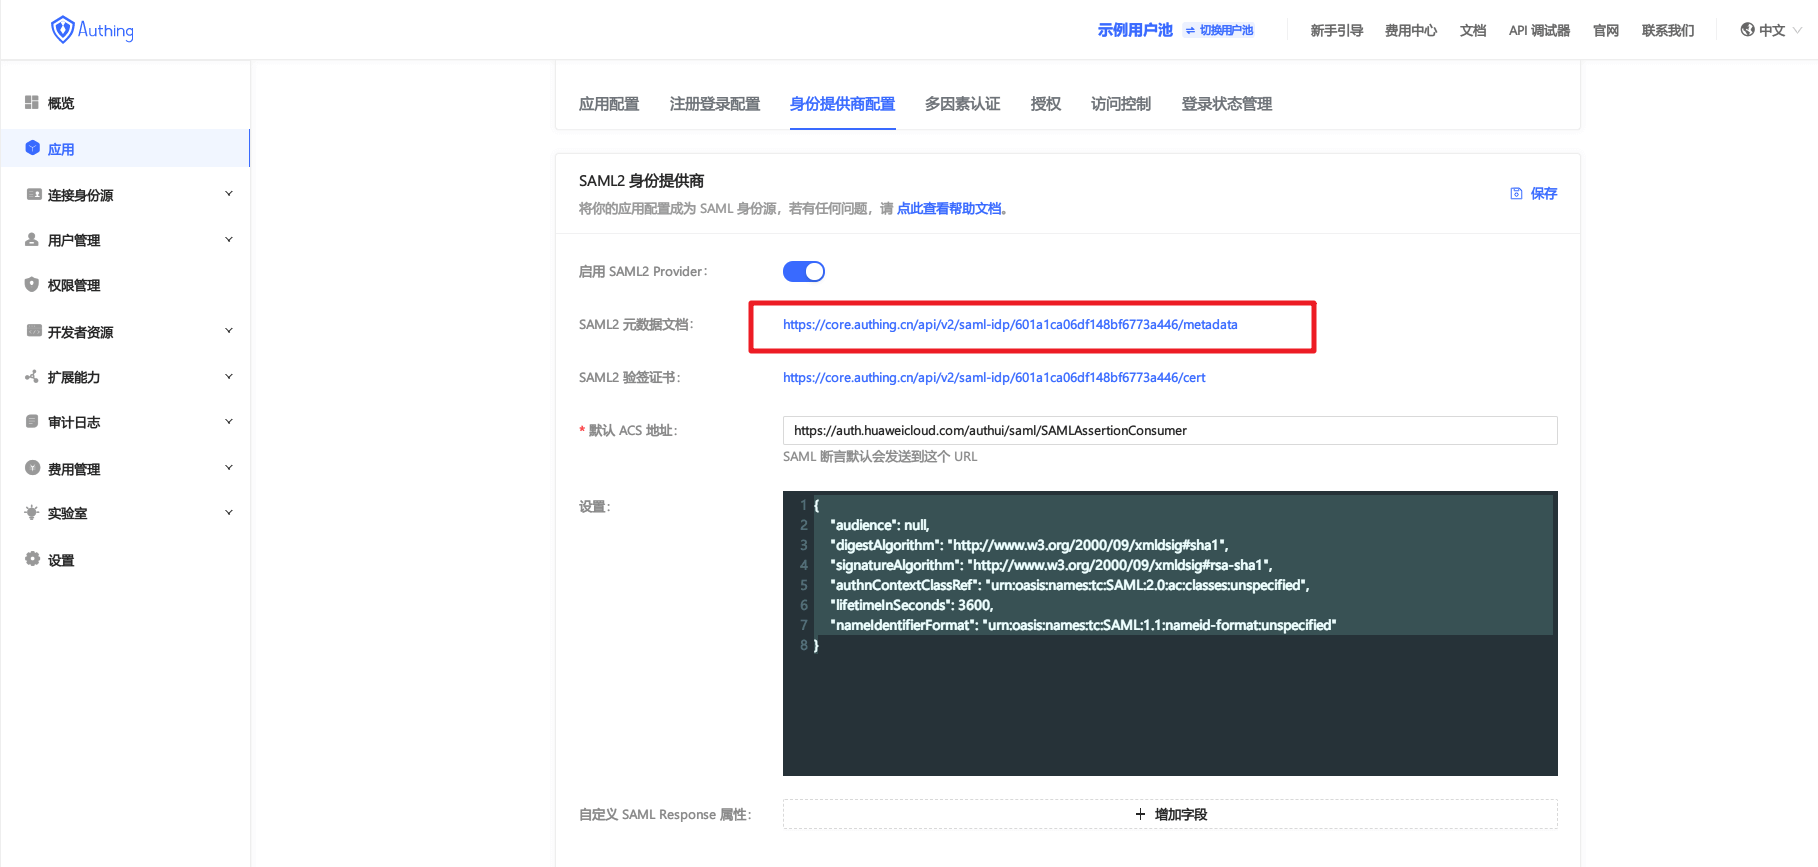 Authing
示例用户池
切换用户池
新手引导
费用中心
文档
API 调试器
官网
联系我们
中文
概览
应用
连接身份源
用户管理
权限管理
开发者资源
扩展能力
审计日志
费用管理
实验室
设置
应用配置
注册登录配置
身份提供商配置
多因素认证
授权
访问控制
登录状态管理
SAML2 身份提供商
将你的应用配置成为 SAML 身份源，若有任何问题，请 点此查看帮助文档。
保存
启用 SAML2 Provider：
SAML2 元数据文档：
https://core.authing.cn/api/v2/saml-idp/601a1ca06df148bf6773a446/metadata
SAML2 验签证书：
https://core.authing.cn/api/v2/saml-idp/601a1ca06df148bf6773a446/cert
* 默认 ACS 地址：
https://auth.huaweicloud.com/authui/saml/SAMLAssertionConsumer
SAML 断言默认会发送到这个 URL
设置：
1 {
2 "audience": null,
3 "digestAlgorithm": "http://www.w3.org/2000/09/xmldsig#sha1",
4 "signatureAlgorithm": "http://www.w3.org/2000/09/xmldsig#rsa-sha1",
5 "authnContextClassRef": "urn:oasis:names:tc:SAML:2.0:ac:classes:unspecified",
6 "lifetimeInSeconds": 3600,
7 "nameIdentifierFormat": "urn:oasis:names:tc:SAML:1.1:nameid-format:unspecified"
8 }
自定义 SAML Response 属性：
+ 增加字段